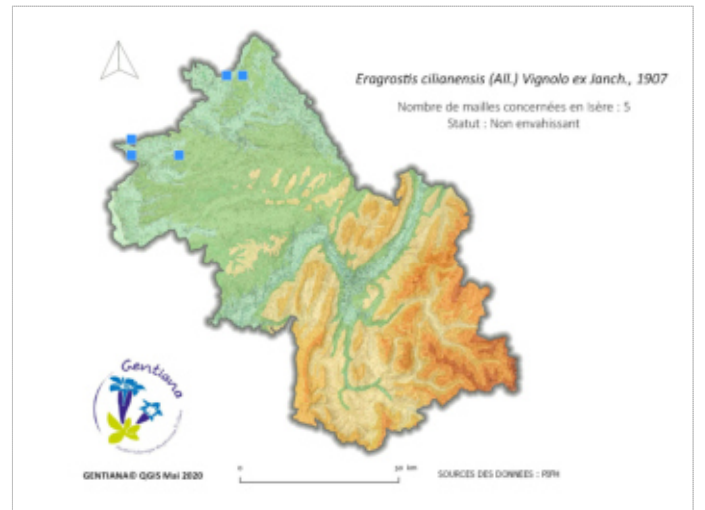 Eragrostis cilianensis (All.) Vignolo ex Janch., 1907
Nombre de mailles concernées en Isère : 5
Statut : Non envahissant
Gentiana
GENTIANA© QGIS Mai 2020
0
km
SOURCES DES DONNEES : PIFH